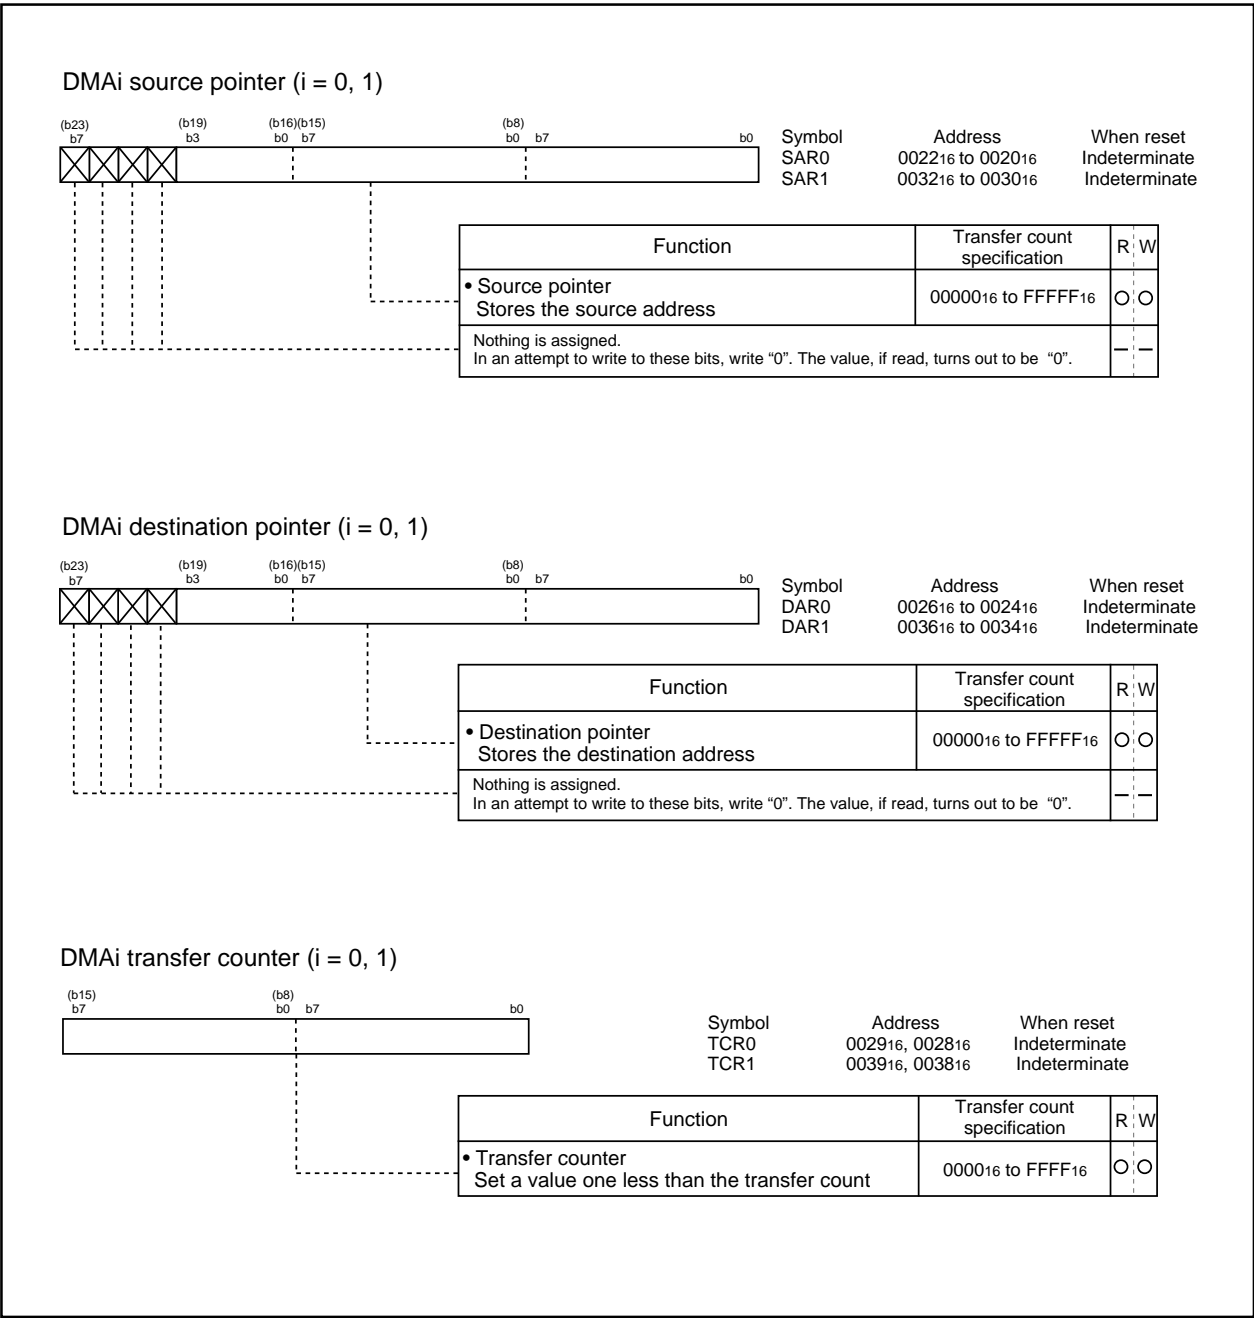 DMAi source pointer (i = 0, 1)
(b23) (b19) (b16)(b15) (b8)
b7 b3 b0 b7 b0 b7 b0
Symbol Address When reset
SAR0 002216 to 002016 Indeterminate
SAR1 003216 to 003016 Indeterminate
Function Transfer count specification R W
• Source pointer
Stores the source address 0000016 to FFFFF16
Nothing is assigned.
In an attempt to write to these bits, write “0”. The value, if read, turns out to be “0”.
DMAi destination pointer (i = 0, 1)
(b23) (b19) (b16)(b15) (b8)
b7 b3 b0 b7 b0 b7 b0
Symbol Address When reset
DAR0 002616 to 002416 Indeterminate
DAR1 003616 to 003416 Indeterminate
Function Transfer count specification R W
• Destination pointer
Stores the destination address 0000016 to FFFFF16
Nothing is assigned.
In an attempt to write to these bits, write “0”. The value, if read, turns out to be “0”.
DMAi transfer counter (i = 0, 1)
(b15) (b8)
b7 b0 b7 b0
Symbol Address When reset
TCR0 002916, 002816 Indeterminate
TCR1 003916, 003816 Indeterminate
Function Transfer count specification R W
• Transfer counter
Set a value one less than the transfer count 000016 to FFFF16